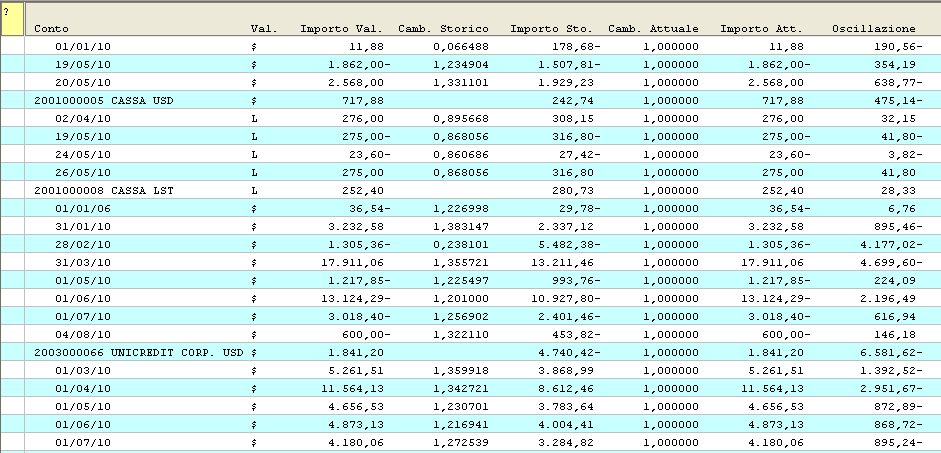 ?
Conto Val. Importo Val. Camb. Storico Importo Sto. Camb. Attuale Importo Att. Oscillazione
01/01/10 $ 11,88 0,066488 178,68- 1,000000 11,88 190,56-
19/05/10 $ 1.862,00- 1,234904 1.507,81- 1,000000 1.862,00- 354,19
20/05/10 $ 2.568,00 1,331101 1.929,23 1,000000 2.568,00 638,77-
2001000005 CASSA USD $ 717,88 242,74 717,88 475,14-
02/04/10 L 276,00 0,895668 308,15 1,000000 276,00 32,15
19/05/10 L 275,00- 0,868056 316,80- 1,000000 275,00- 41,80-
24/05/10 L 23,60- 0,860686 27,42- 1,000000 23,60- 3,82-
26/05/10 L 275,00 0,868056 316,80 1,000000 275,00 41,80
2001000008 CASSA LST L 252,40 280,73 252,40 28,33
01/01/06 $ 36,54- 1,226998 29,78- 1,000000 36,54- 6,76
31/01/10 $ 3.232,58 1,383147 2.337,12 1,000000 3.232,58 895,46-
28/02/10 $ 1.305,36- 0,238101 5.482,38- 1,000000 1.305,36- 4.177,02-
31/03/10 $ 17.911,06 1,355721 13.211,46 1,000000 17.911,06 4.699,60-
01/05/10 $ 1.217,85- 1,225497 993,76- 1,000000 1.217,85- 224,09
01/06/10 $ 13.124,29- 1,201000 10.927,80- 1,000000 13.124,29- 2.196,49
01/07/10 $ 3.018,40- 1,256902 2.401,46- 1,000000 3.018,40- 616,94
04/08/10 $ 600,00- 1,322110 453,82- 1,000000 600,00- 146,18
2003000066 UNICREDIT CORP. USD $ 1.841,20 4.740,42- 1.841,20 6.581,62-
01/03/10 $ 5.261,51 1,359918 3.868,99 1,000000 5.261,51 1.392,52-
01/04/10 $ 11.564,13 1,342721 8.612,46 1,000000 11.564,13 2.951,67-
01/05/10 $ 4.656,53 1,230701 3.783,64 1,000000 4.656,53 872,89-
01/06/10 $ 4.873,13 1,216941 4.004,41 1,000000 4.873,13 868,72-
01/07/10 $ 4.180,06 1,272539 3.284,82 1,000000 4.180,06 895,24-